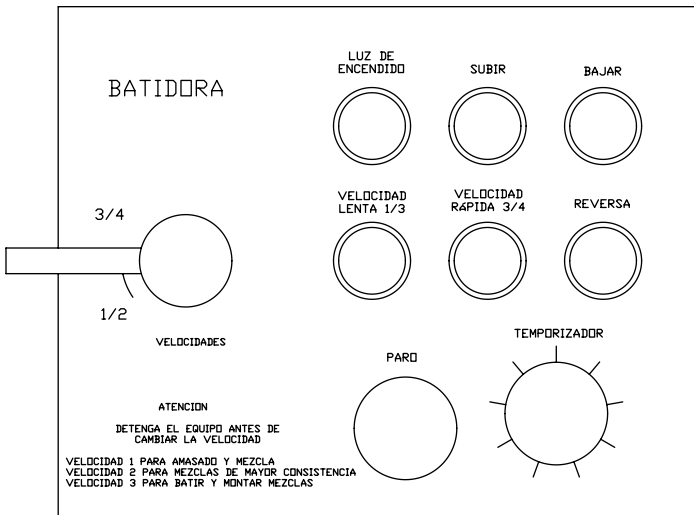 BATIDORA
LUZ DE
ENCENDIDO
SUBIR
BAJAR
3/4
1/2
VELOCIDADES
VELOCIDAD
LENTA 1/3
VELOCIDAD
RÁPIDA 3/4
REVERSA
PARO
TEMPORIZADOR
ATENCION
DETENGA EL EQUIPO ANTES DE
CAMBIAR LA VELOCIDAD
VELOCIDAD 1 PARA AMASADO Y MEZCLA
VELOCIDAD 2 PARA MEZCLAS DE MAYOR CONSISTENCIA
VELOCIDAD 3 PARA BATIR Y MONTAR MEZCLAS